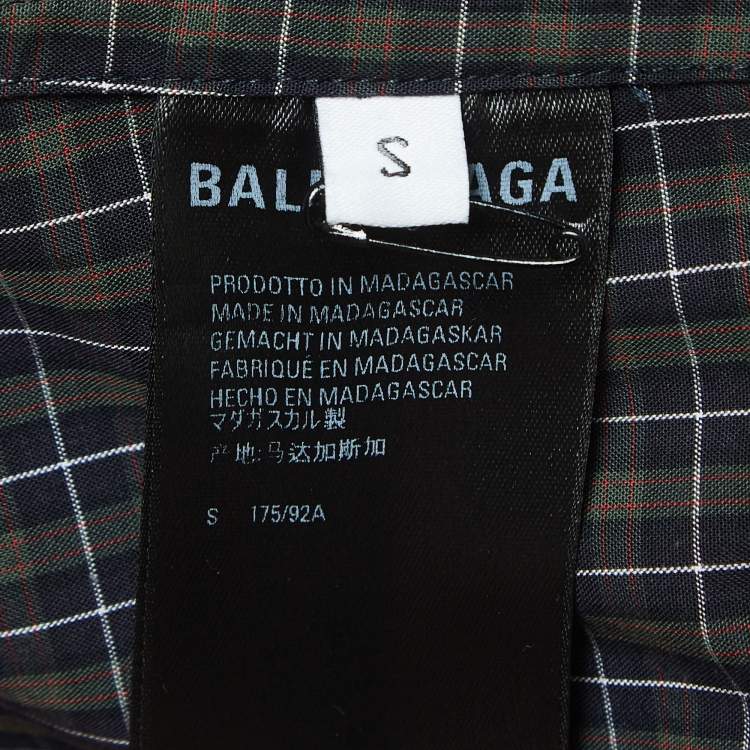 S
BAL AGA
PRODOTTO IN MADAGASCAR
MADE IN MADAGASCAR
GEMACHT IN MADAGASKAR
FABRIQUÉ EN MADAGASCAR
HECHO EN MADAGASCAR
マダガスカル製
产地:马达加斯加
S 175/92A